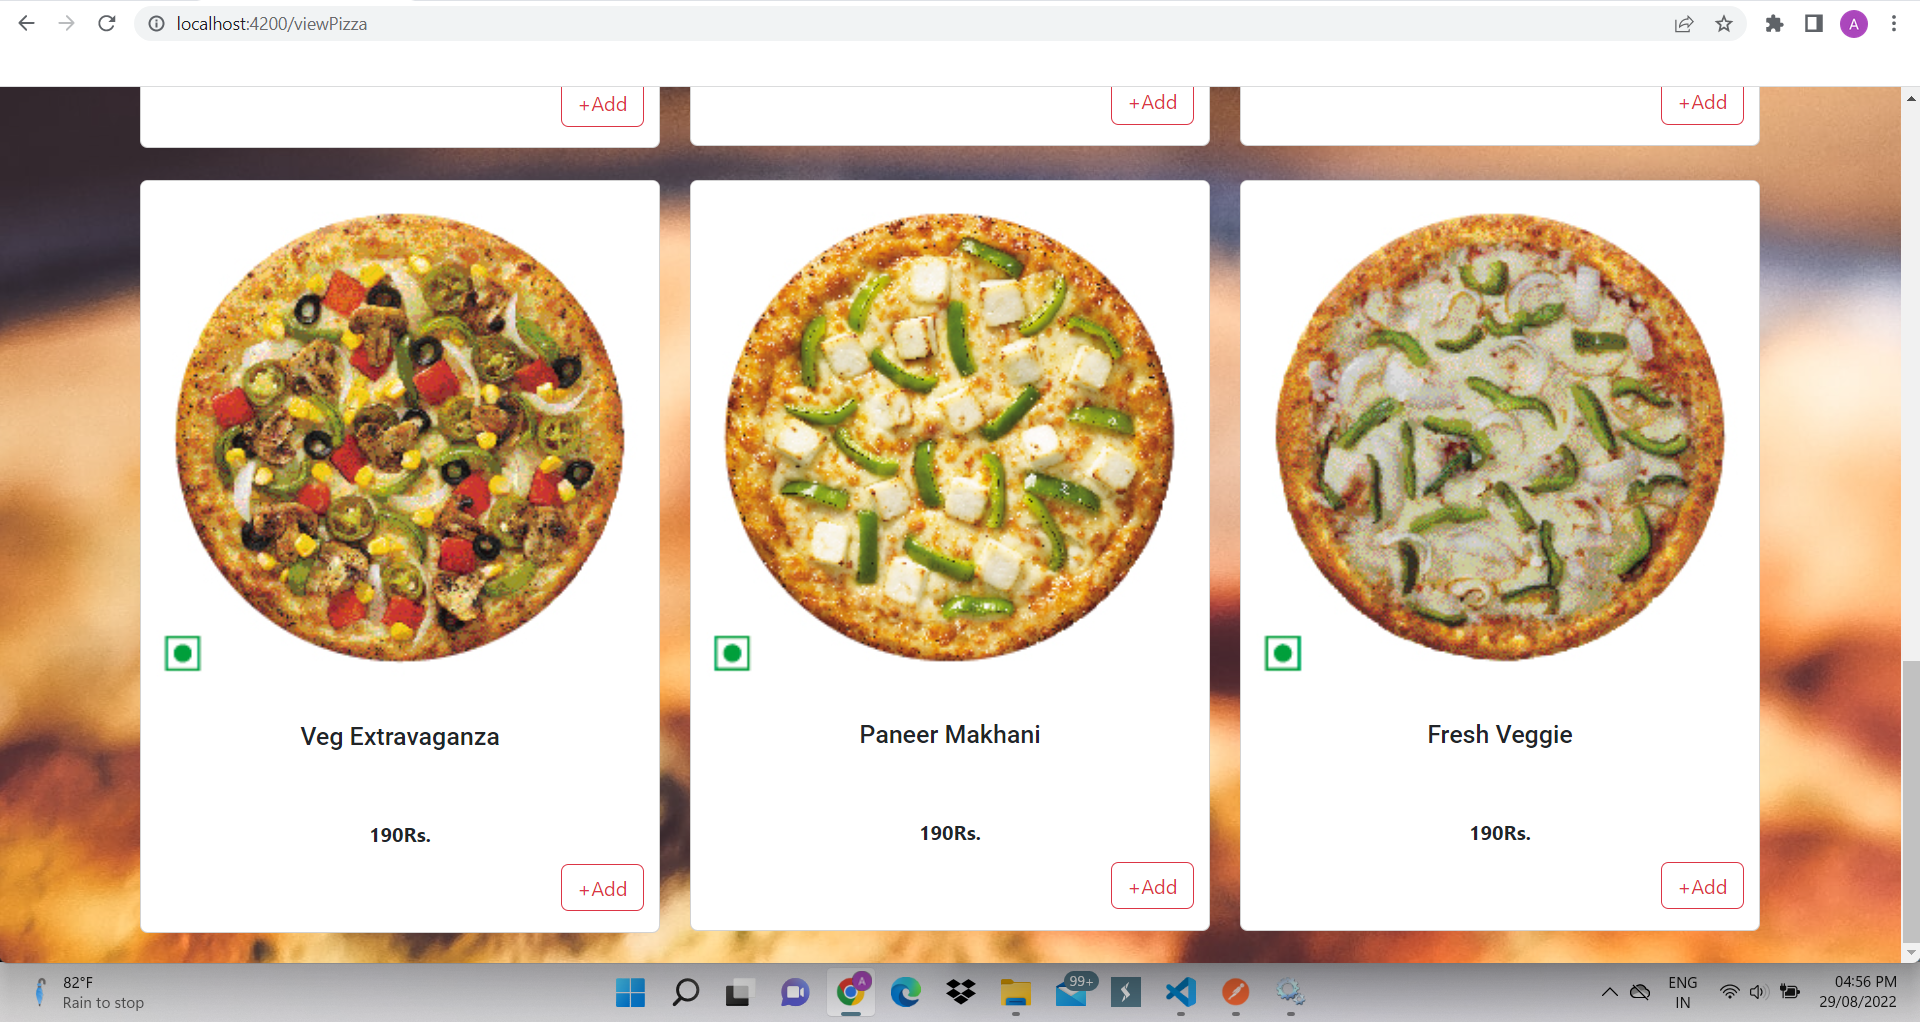 localhost:4200/viewPizza
A
+Add
+Add
+Add
Veg Extravaganza
Paneer Makhani
Fresh Veggie
190Rs.
190Rs.
190Rs.
+Add
+Add
+Add
82°F
Rain to stop
A
99+
ENG
IN
04:56 PM
29/08/2022